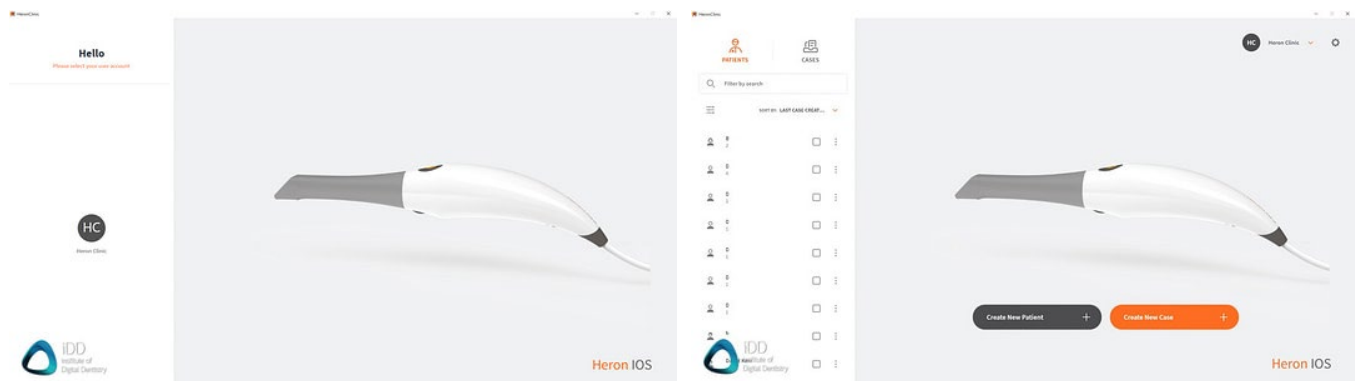 HeronClinic
Hello
Please select your user account
HC
Heron Clinic
iDD
Institute of
Digital Dentistry
Heron IOS
HeronClinic
PATIENTS
CASES
HC
Heron Clinic
Filter by search
SORT BY: LAST CASE CREAT...
Create New Patient
Create New Case
iDD
Institute of
Digital Dentistry
Heron IOS